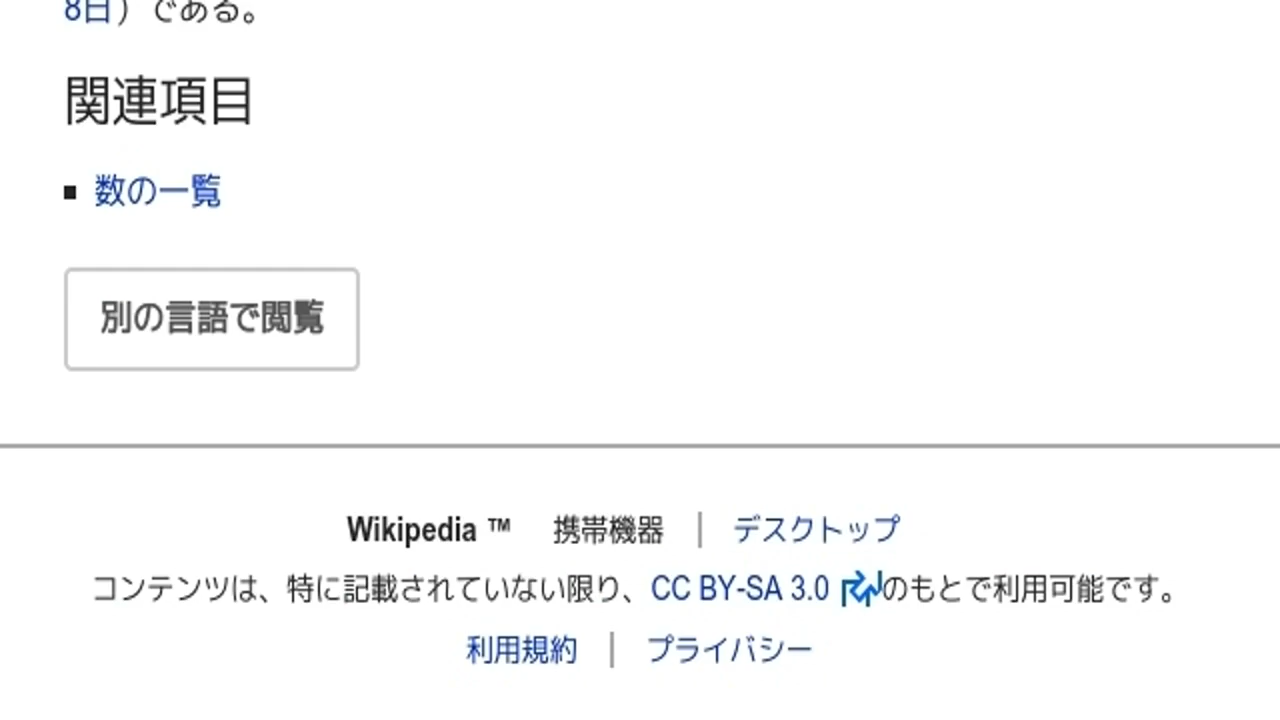 8日）である。
関連項目
数の一覧
別の言語で閲覧
Wikipedia ™ 携帯機器 | デスクトップ
コンテンツは、特に記載されていない限り、CC BY-SA 3.0 のもとで利用可能です。
利用規約 | プライバシー